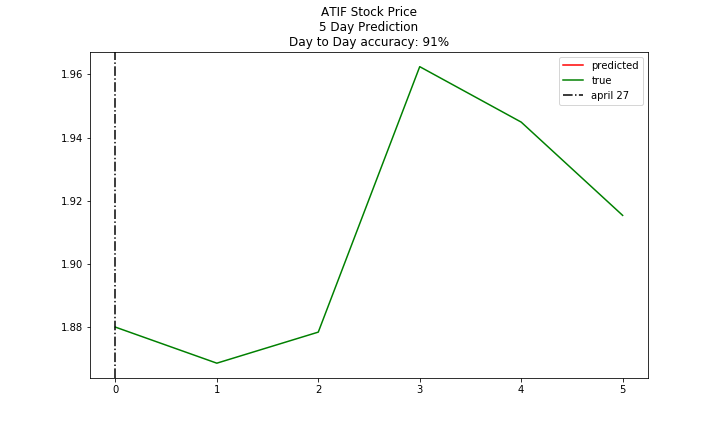 ATIF Stock Price
5 Day Prediction
Day to Day accuracy: 91%
predicted
true
april 27
1.96
1.94
1.92
1.90
1.88
0 1 2 3 4 5